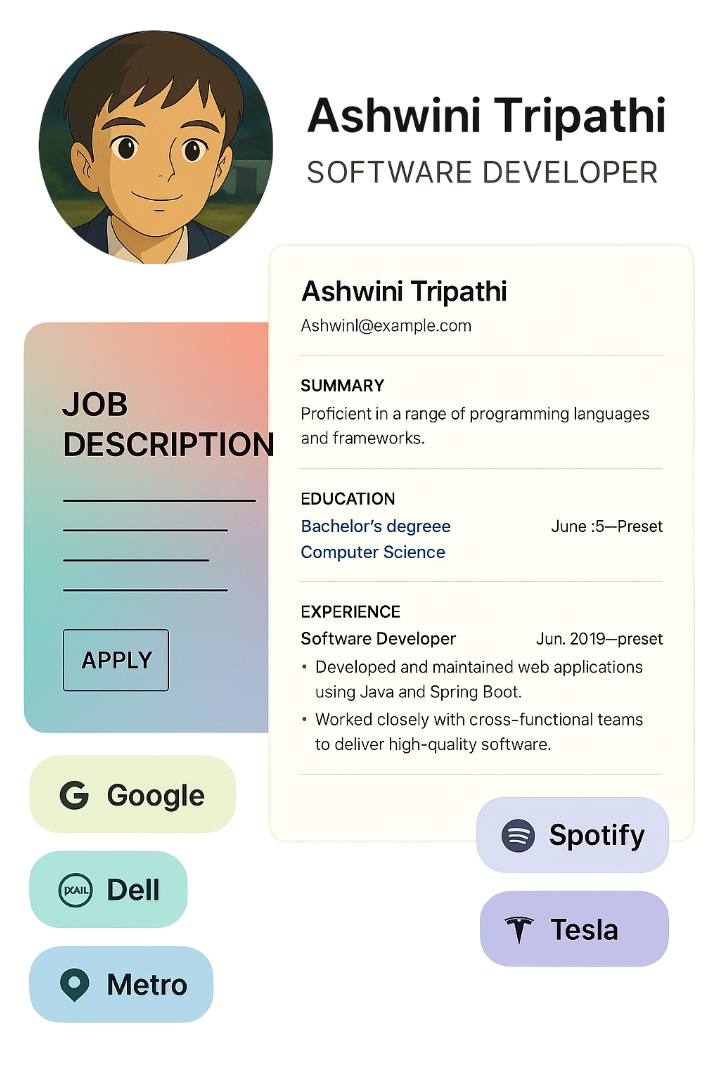 Ashwini Tripathi
SOFTWARE DEVELOPER
Ashwini Tripathi
Ashwinl@example.com
SUMMARY
Proficient in a range of programming languages
and frameworks.
EDUCATION
Bachelor's degreee
June :5--Preset
Computer Science
EXPERIENCE
Software Developer
Jun. 2019--preset
• Developed and maintained web applications
using Java and Spring Boot.
• Worked closely with cross-functional teams
to deliver high-quality software.
JOB
DESCRIPTION
APPLY
Google
Dell
Metro
Spotify
Tesla